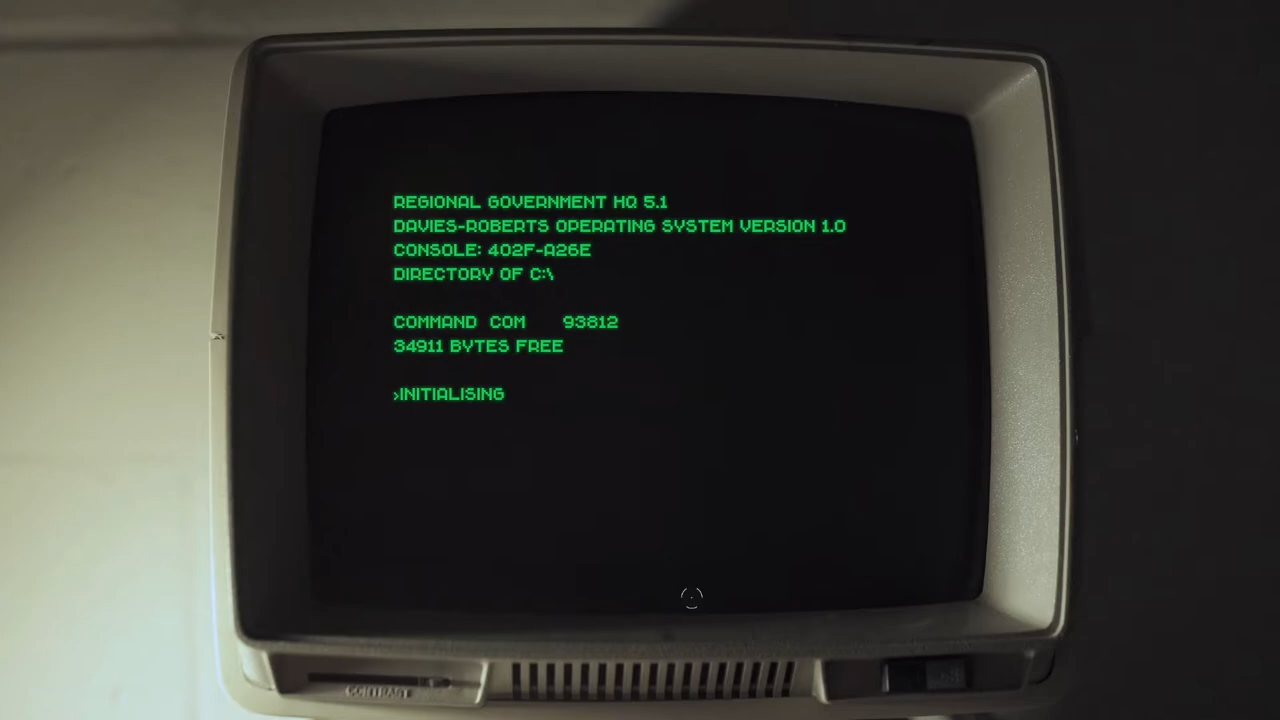 REGIONAL GOVERNMENT HQ 5.1
DAVIES-ROBERTS OPERATING SYSTEM VERSION 1.0
CONSOLE: 402F-A26E
DIRECTORY OF C:\
COMMAND COM 93812
34911 BYTES FREE
>INITIALISING
CONTRAST